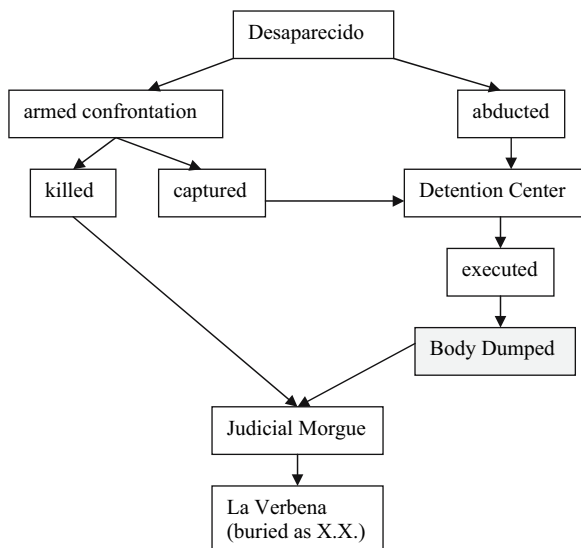 Desaparecido
armed confrontation
abducted
killed
captured
Detention Center
executed
Body Dumped
Judicial Morgue
La Verbena
(buried as X.X.)